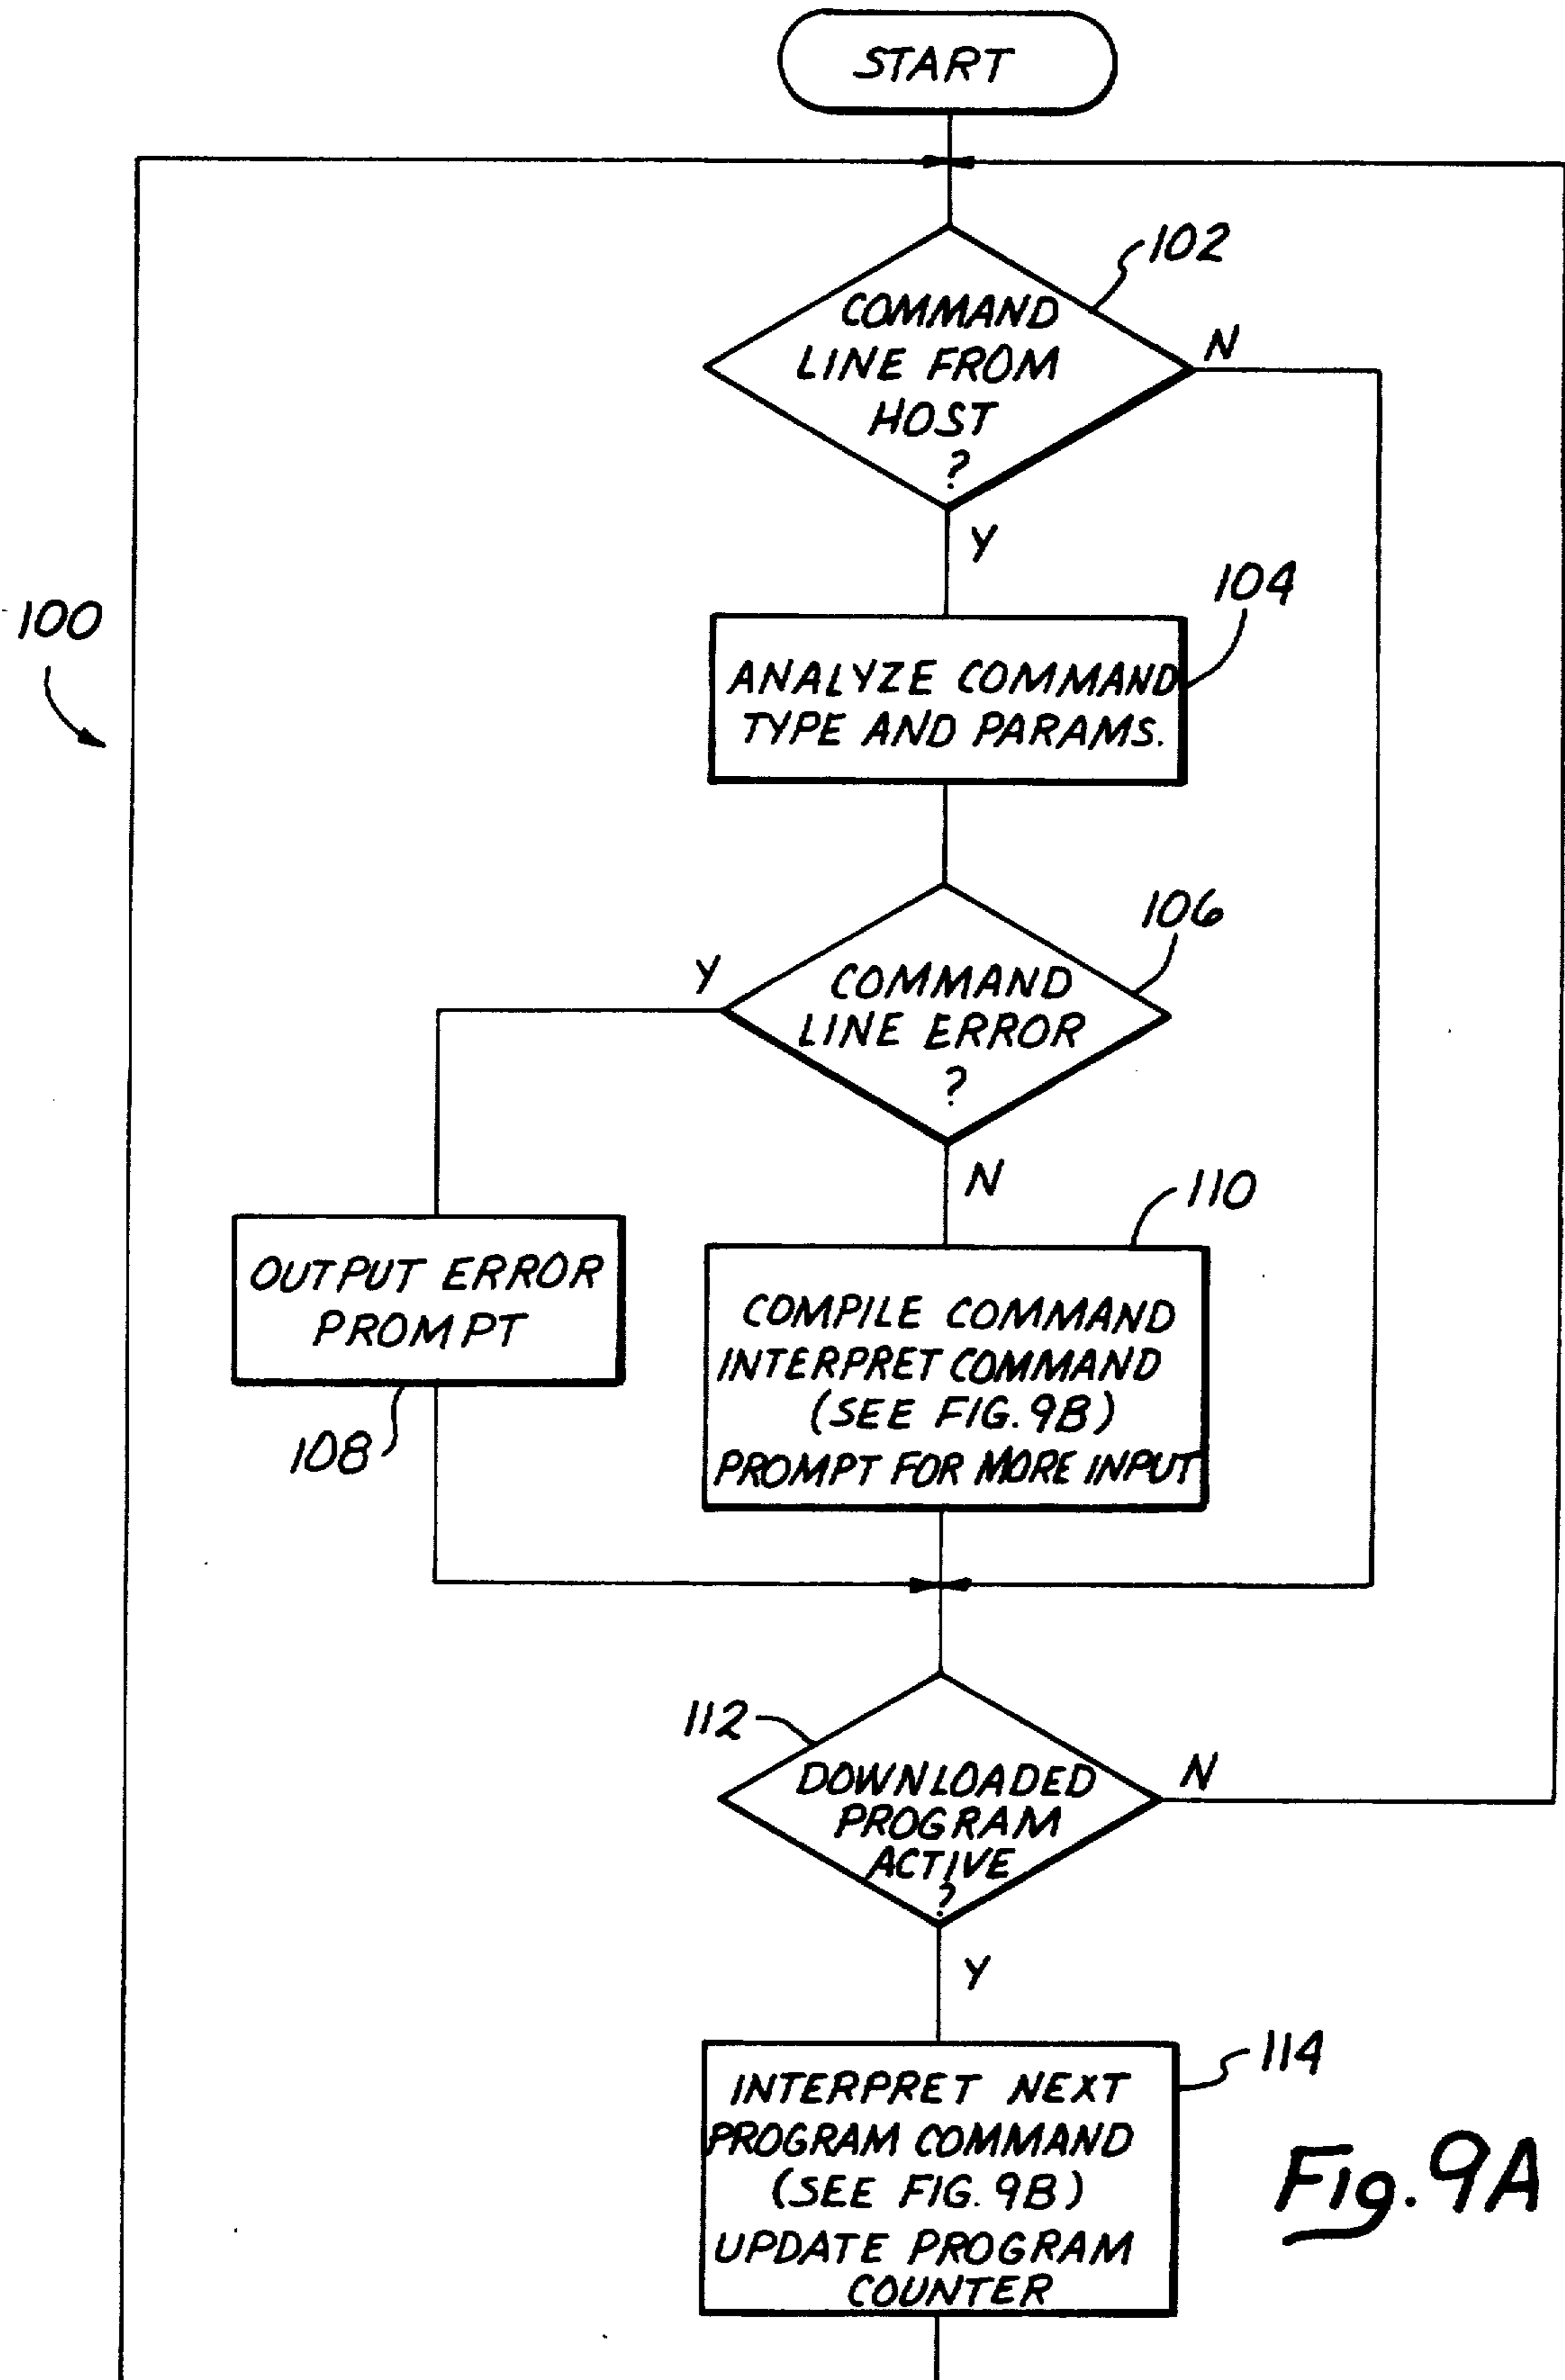 START
102
COMMAND
LINE FROM
HOST
?
N
Y
104
100
ANALYZE COMMAND
TYPE AND PARAMS.
106
Y
COMMAND
LINE ERROR
?
N
110
OUTPUT ERROR
PROMPT
108
COMPILE COMMAND
INTERPRET COMMAND
(SEE FIG. 9B)
PROMPT FOR MORE INPUT
112
DOWNLOADED
PROGRAM
ACTIVE
?
N
Y
114
INTERPRET NEXT
PROGRAM COMMAND
(SEE FIG. 9B)
UPDATE PROGRAM
COUNTER
Fig. 9A